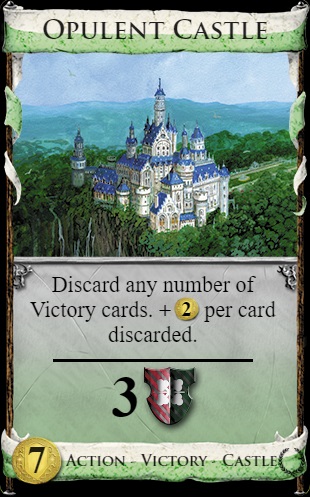 Opulent Castle
Discard any number of
Victory cards. + 2 per card
discarded.
3
7 Action - Victory - Castle